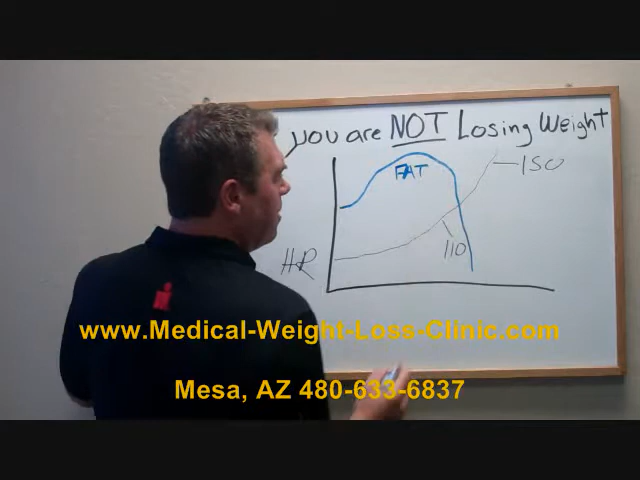 you are NOT Losing Weight
FAT
150
HR
110
www.Medical-Weight-Loss-Clinic.com
Mesa, AZ 480-633-6837